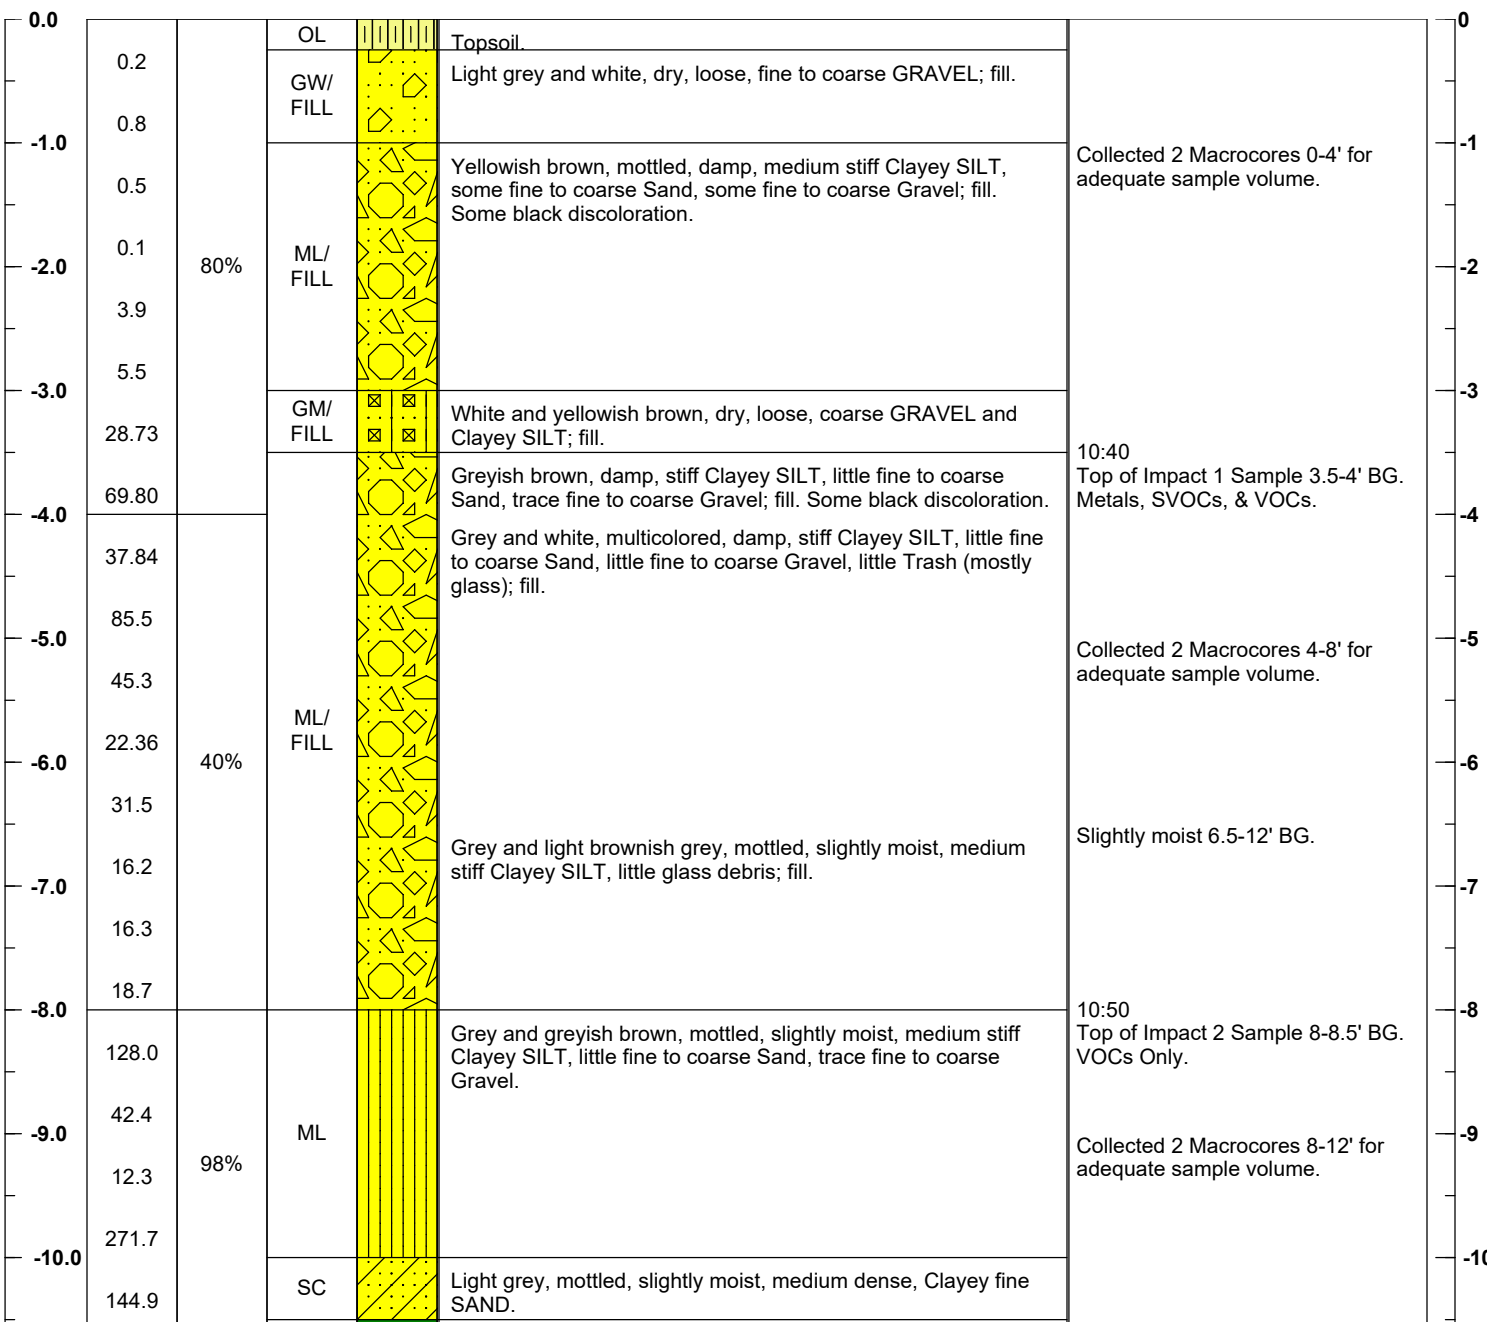 0.0
0
OL
Topsoil.
0.2
GW/
FILL
Light grey and white, dry, loose, fine to coarse GRAVEL; fill.
0.8
-1.0
-1
Yellowish brown, mottled, damp, medium stiff Clayey SILT,
some fine to coarse Sand, some fine to coarse Gravel; fill.
Some black discoloration.
Collected 2 Macrocores 0-4' for
adequate sample volume.
0.5
0.1
ML/
FILL
80%
-2.0
-2
3.9
5.5
-3.0
-3
GM/
FILL
White and yellowish brown, dry, loose, coarse GRAVEL and
Clayey SILT; fill.
28.73
10:40
Top of Impact 1 Sample 3.5-4' BG.
Metals, SVOCs, & VOCs.
Greyish brown, damp, stiff Clayey SILT, little fine to coarse
Sand, trace fine to coarse Gravel; fill. Some black discoloration.
69.80
-4.0
-4
Grey and white, multicolored, damp, stiff Clayey SILT, little fine
to coarse Sand, little fine to coarse Gravel, little Trash (mostly
glass); fill.
37.84
85.5
-5.0
-5
Collected 2 Macrocores 4-8' for
adequate sample volume.
45.3
ML/
FILL
22.36
-6.0
40%
-6
31.5
Slightly moist 6.5-12' BG.
Grey and light brownish grey, mottled, slightly moist, medium
stiff Clayey SILT, little glass debris; fill.
16.2
-7.0
-7
16.3
18.7
-8.0
-8
10:50
Top of Impact 2 Sample 8-8.5' BG.
VOCs Only.
Grey and greyish brown, mottled, slightly moist, medium stiff
Clayey SILT, little fine to coarse Sand, trace fine to coarse
Gravel.
128.0
42.4
-9.0
ML
-9
Collected 2 Macrocores 8-12' for
adequate sample volume.
98%
12.3
271.7
-10.0
-10
SC
Light grey, mottled, slightly moist, medium dense, Clayey fine
SAND.
144.9